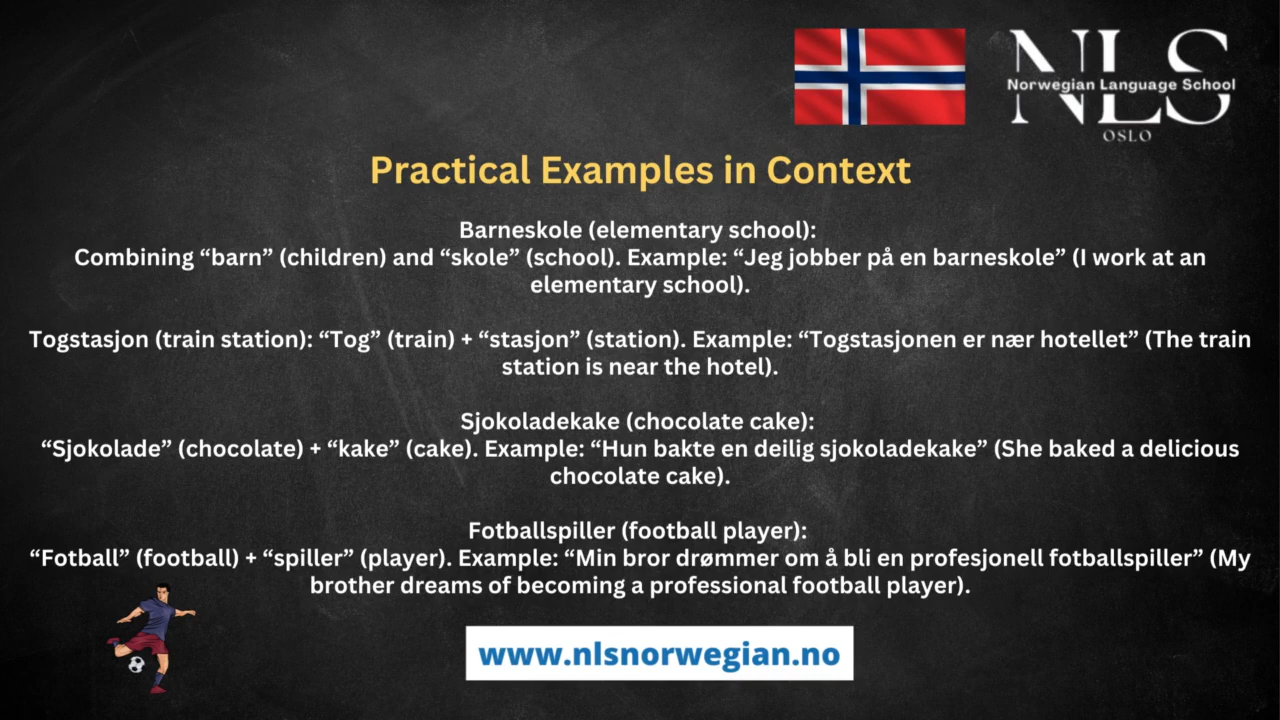 NLS
Norwegian Language School
OSLO
Practical Examples in Context
Barneskole (elementary school):
Combining “barn” (children) and “skole” (school). Example: “Jeg jobber på en barneskole” (I work at an
elementary school).
Togstasjon (train station): “Tog” (train) + “stasjon” (station). Example: “Togstasjonen er nær hotellet” (The train
station is near the hotel).
Sjokoladekake (chocolate cake):
“Sjokolade” (chocolate) + “kake” (cake). Example: “Hun bakte en deilig sjokoladekake” (She baked a delicious
chocolate cake).
Fotballspiller (football player):
“Fotball” (football) + “spiller” (player). Example: “Min bror drømmer om å bli en profesjonell fotballspiller” (My
brother dreams of becoming a professional football player).
www.nlsnorwegian.no